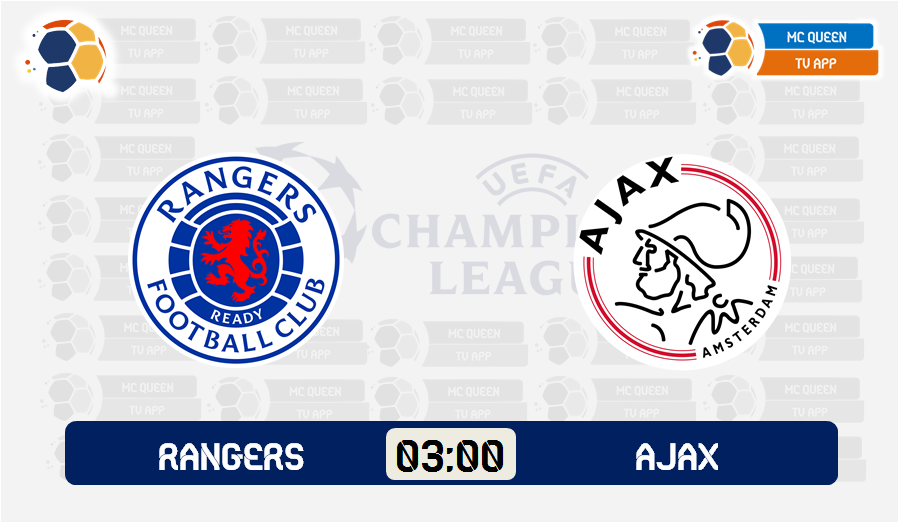 MC QUEEN
TV APP
UEFA
CHAMPI
LEAGU
RANGERS
FOOTBALL CLUB
READY
AJAX
AMSTERDAM
RANGERS
03:00
AJAX